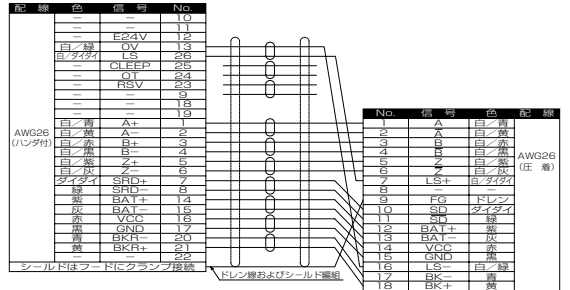 配 線 色 信 号 No.
－ － 10
－ － 11
－ E24V 12
白／緑 0V 13
白／ダイダイ LS 26
－ CLEEP 25
－ OT 24
－ RSV 23
－ － 9
－ － 18
－ － 19
白／青 A+ 1
白／黄 A− 2
白／赤 B+ 3
白／黒 B− 4
白／紫 Z+ 5
白／灰 Z− 6
ダイダイ SRD+ 7
緑 SRD− 8
紫 BAT+ 14
灰 BAT− 15
赤 VCC 16
黒 GND 17
青 BKR− 20
黄 BKR+ 21
－ － 22
AWG26
（ハンダ付）
シールドはフードにクランプ接続
ドレン線およびシールド編組
No. 信 号 色 配 線
1 A 白／青
2 A̅ 白／黄
3 B 白／赤
4 B̅ 白／黒
5 Z 白／紫
6 Z̅ 白／灰
7 LS+ 白／ダイダイ
8 － －
9 FG ドレン
10 SD ダイダイ
11 S̅D̅ 緑
12 BAT+ 紫
13 BAT− 灰
14 VCC 赤
15 GND 黒
16 LS− 白／緑
17 BK− 青
18 BK+ 黄
AWG26
（圧 着）